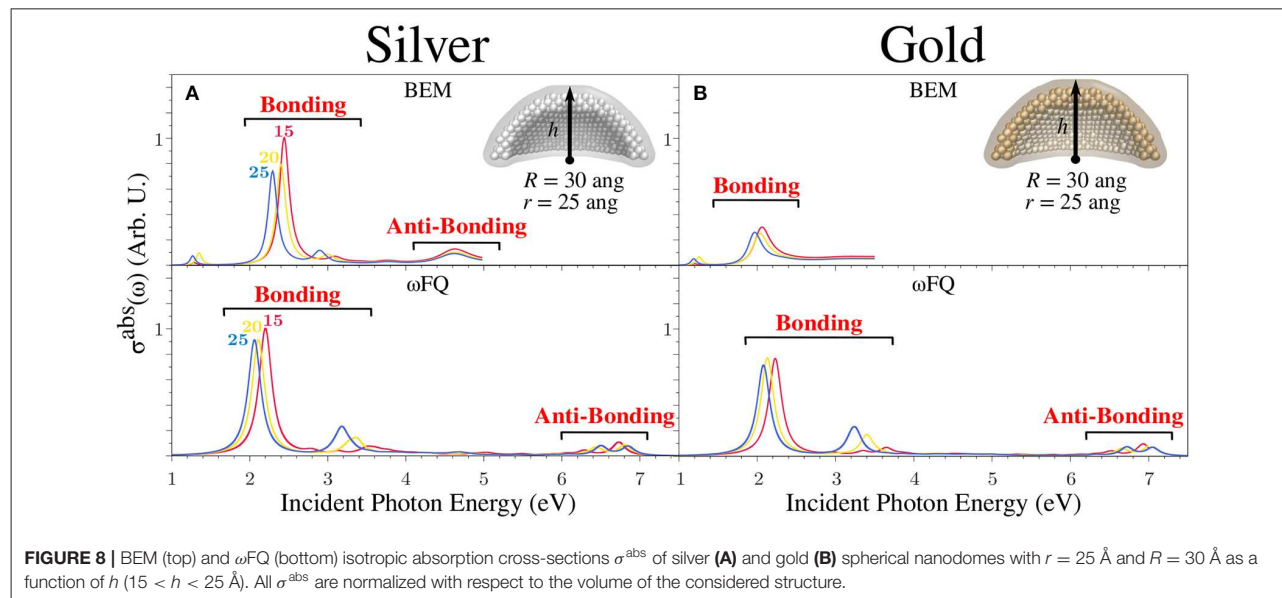 Silver
Gold
A
BEM
Bonding
15
20
25
h
R = 30 ang
r = 25 ang
Anti-Bonding
1
B
BEM
Bonding
h
R = 30 ang
r = 25 ang
1
σabs(ω) (Arb. U.)
ωFQ
Bonding
20
15
25
Anti-Bonding
1
ωFQ
Bonding
Anti-Bonding
1
1 2 3 4 5 6 7
Incident Photon Energy (eV)
1 2 3 4 5 6 7
Incident Photon Energy (eV)
FIGURE 8 | BEM (top) and ωFQ (bottom) isotropic absorption cross-sections σabs of silver (A) and gold (B) spherical nanodomes with r = 25 Å and R = 30 Å as a
function of h (15 < h < 25 Å). All σabs are normalized with respect to the volume of the considered structure.